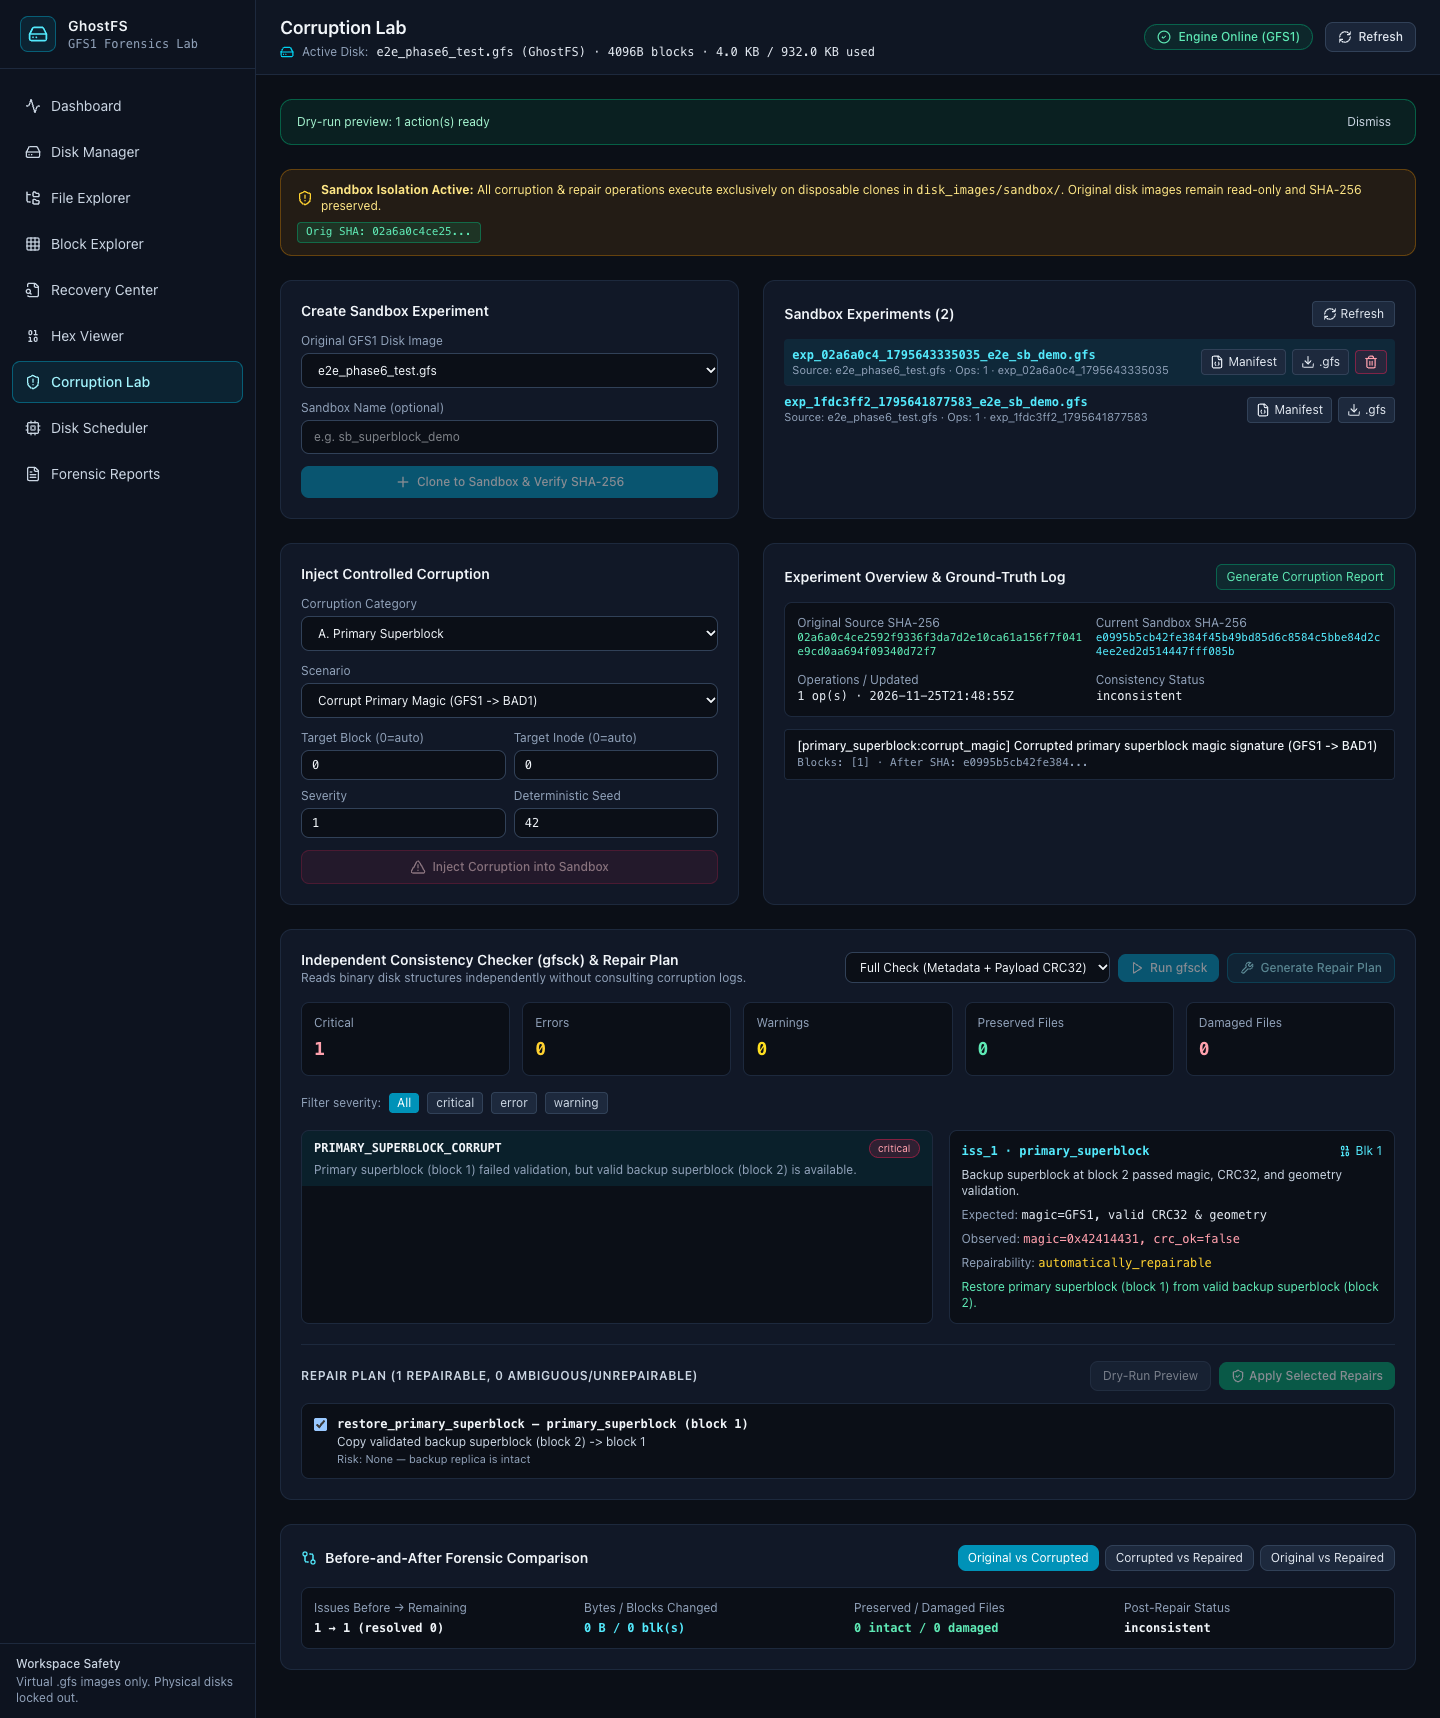 GhostFS
GFS1 Forensics Lab
Dashboard
Disk Manager
File Explorer
Block Explorer
Recovery Center
Hex Viewer
Corruption Lab
Disk Scheduler
Forensic Reports
Workspace Safety
Virtual .gfs images only. Physical disks
locked out.
Corruption Lab
Active Disk: e2e_phase6_test.gfs (GhostFS) · 4096B blocks · 4.0 KB / 932.0 KB used
Engine Online (GFS1)
Refresh
Dry-run preview: 1 action(s) ready
Dismiss
Sandbox Isolation Active: All corruption & repair operations execute exclusively on disposable clones in disk_images/sandbox/. Original disk images remain read-only and SHA-256
preserved.
Orig SHA: 02a6a0c4ce25...
Create Sandbox Experiment
Original GFS1 Disk Image
e2e_phase6_test.gfs
Sandbox Name (optional)
e.g. sb_superblock_demo
Clone to Sandbox & Verify SHA-256
Sandbox Experiments (2)
Refresh
exp_02a6a0c4_1795643335035_e2e_sb_demo.gfs
Source: e2e_phase6_test.gfs · Ops: 1 · exp_02a6a0c4_1795643335035
Manifest
.gfs
exp_1fdc3ff2_1795641877583_e2e_sb_demo.gfs
Source: e2e_phase6_test.gfs · Ops: 1 · exp_1fdc3ff2_1795641877583
Manifest
.gfs
Inject Controlled Corruption
Corruption Category
A. Primary Superblock
Scenario
Corrupt Primary Magic (GFS1 -> BAD1)
Target Block (0=auto)
Target Inode (0=auto)
0
0
Severity
Deterministic Seed
1
42
Inject Corruption into Sandbox
Experiment Overview & Ground-Truth Log
Generate Corruption Report
Original Source SHA-256
02a6a0c4ce2592f9336f3da7d2e10ca61a156f7f041
e9cd0aa694f09340d72f7
Current Sandbox SHA-256
e0995b5cb42fe384f45b49bd85d6c8584c5bbe84d2c
4ee2ed2d514447fff085b
Operations / Updated
1 op(s) · 2026-11-25T21:48:55Z
Consistency Status
inconsistent
[primary_superblock:corrupt_magic] Corrupted primary superblock magic signature (GFS1 -> BAD1)
Blocks: [1] · After SHA: e0995b5cb42fe384...
Independent Consistency Checker (gfsck) & Repair Plan
Reads binary disk structures independently without consulting corruption logs.
Full Check (Metadata + Payload CRC32)
Run gfsck
Generate Repair Plan
Critical
1
Errors
0
Warnings
0
Preserved Files
0
Damaged Files
0
Filter severity:
All
critical
error
warning
PRIMARY_SUPERBLOCK_CORRUPT
critical
Primary superblock (block 1) failed validation, but valid backup superblock (block 2) is available.
iss_1 · primary_superblock
Blk 1
Backup superblock at block 2 passed magic, CRC32, and geometry
validation.
Expected: magic=GFS1, valid CRC32 & geometry
Observed: magic=0x42414431, crc_ok=false
Repairability: automatically_repairable
Restore primary superblock (block 1) from valid backup superblock (block
2).
REPAIR PLAN (1 REPAIRABLE, 0 AMBIGUOUS/UNREPAIRABLE)
Dry-Run Preview
Apply Selected Repairs
restore_primary_superblock — primary_superblock (block 1)
Copy validated backup superblock (block 2) -> block 1
Risk: None — backup replica is intact
Before-and-After Forensic Comparison
Original vs Corrupted
Corrupted vs Repaired
Original vs Repaired
Issues Before → Remaining
1 → 1 (resolved 0)
Bytes / Blocks Changed
0 B / 0 blk(s)
Preserved / Damaged Files
0 intact / 0 damaged
Post-Repair Status
inconsistent